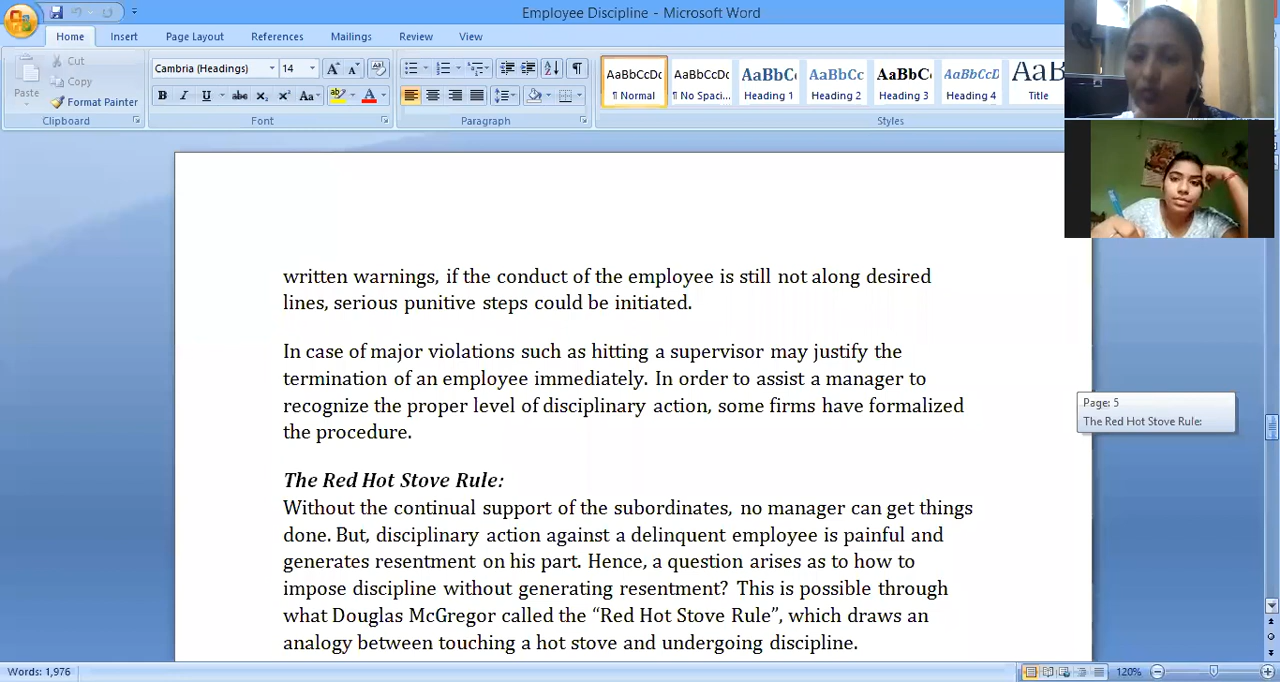 Employee Discipline - Microsoft Word
Home Insert Page Layout References Mailings Review View
Cut
Copy
Paste
Format Painter
Clipboard
Cambria (Headings) 14
Font
Paragraph
AaBbCcDc AaBbCcDc AaBbC AaBbCc AaBbCc AaBbCcD AaB
¶ Normal ¶ No Spaci... Heading 1 Heading 2 Heading 3 Heading 4 Title
Styles
written warnings, if the conduct of the employee is still not along desired
lines, serious punitive steps could be initiated.
In case of major violations such as hitting a supervisor may justify the
termination of an employee immediately. In order to assist a manager to
recognize the proper level of disciplinary action, some firms have formalized
the procedure.
Page: 5
The Red Hot Stove Rule:
The Red Hot Stove Rule:
Without the continual support of the subordinates, no manager can get things
done. But, disciplinary action against a delinquent employee is painful and
generates resentment on his part. Hence, a question arises as to how to
impose discipline without generating resentment? This is possible through
what Douglas McGregor called the “Red Hot Stove Rule”, which draws an
analogy between touching a hot stove and undergoing discipline.
Words: 1,976
120%